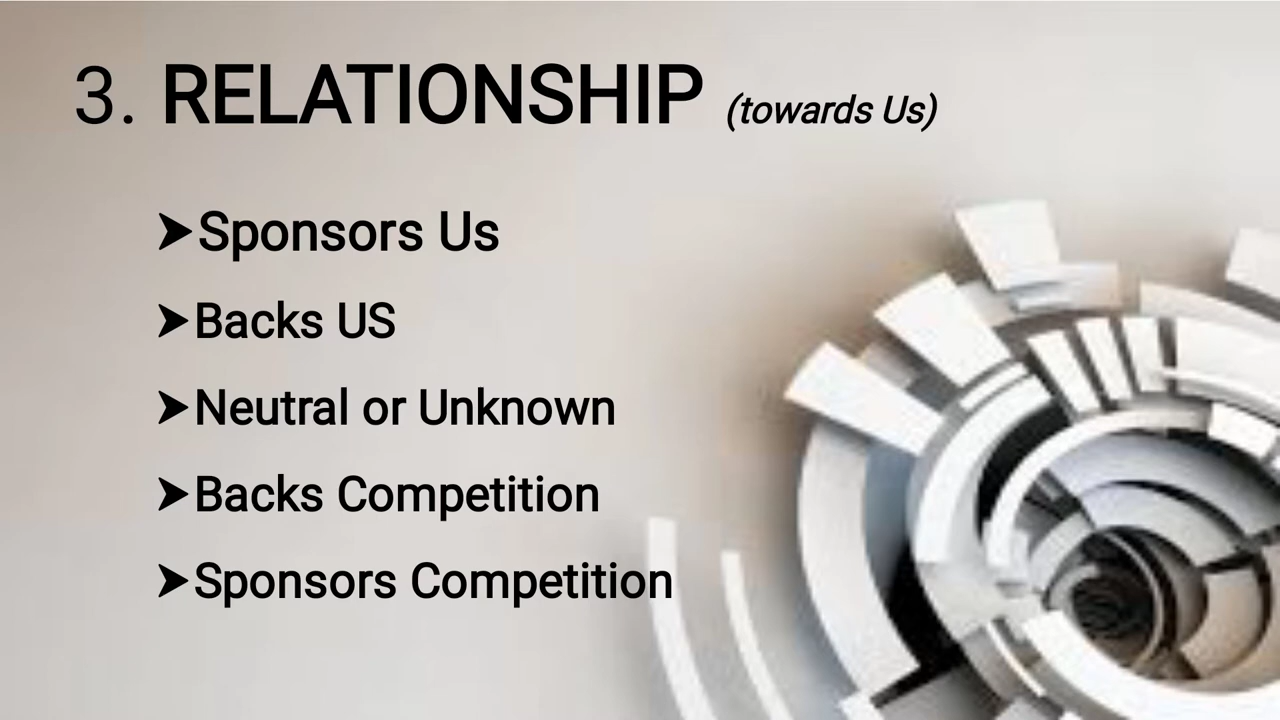 3. RELATIONSHIP (towards Us)
➤Sponsors Us
➤Backs US
➤Neutral or Unknown
➤Backs Competition
➤Sponsors Competition